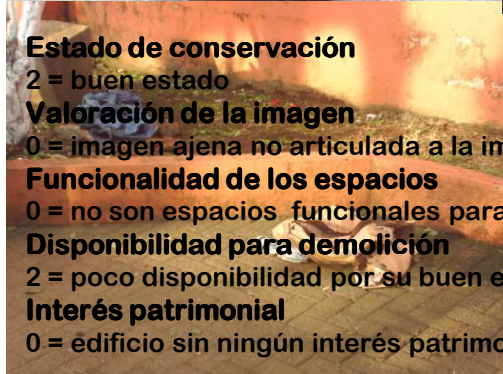 Estado de conservación
2 = buen estado
Valoración de la imagen
0 = imagen ajena no articulada a la im
Funcionalidad de los espacios
0 = no son espacios funcionales para
Disponibilidad para demolición
2 = poco disponibilidad por su buen e
Interés patrimonial
0 = edificio sin ningún interés patrimo